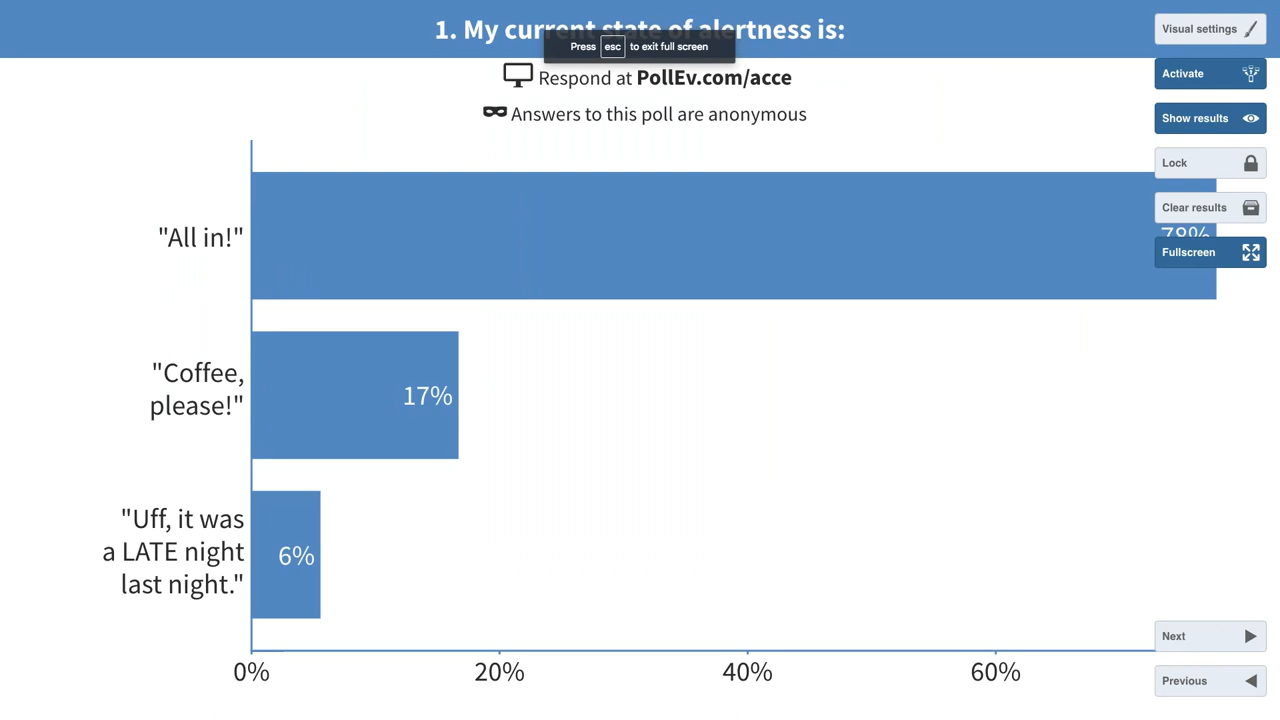 1. My current state of alertness is:
Press esc to exit full screen
Respond at PollEv.com/acce
Answers to this poll are anonymous
Visual settings
Activate
Show results
Lock
Clear results
Fullscreen
"All in!"
78%
"Coffee,
please!"
17%
"Uff, it was
a LATE night
last night."
6%
0%
20%
40%
60%
Next
Previous